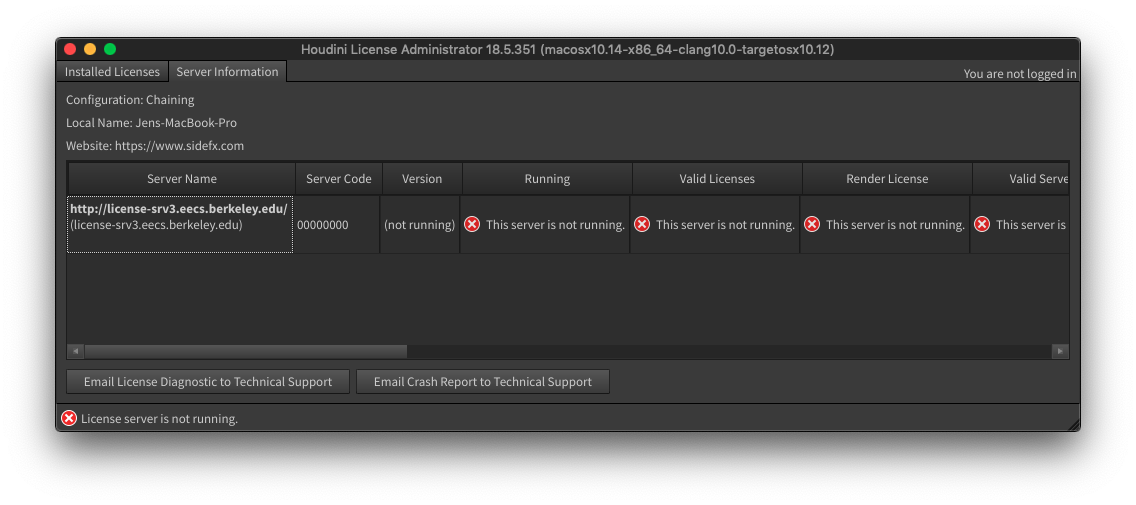 Houdini License Administrator 18.5.351 (macosx10.14-x86_64-clang10.0-targetosx10.12)
Installed Licenses Server Information You are not logged in
Configuration: Chaining
Local Name: Jens-MacBook-Pro
Website: https://www.sidefx.com
Server Name Server Code Version Running Valid Licenses Render License Valid Serve
http://license-srv3.eecs.berkeley.edu/
(license-srv3.eecs.berkeley.edu) 00000000 (not running) This server is not running. This server is not running. This server is not running. This server is
Email License Diagnostic to Technical Support Email Crash Report to Technical Support
License server is not running.